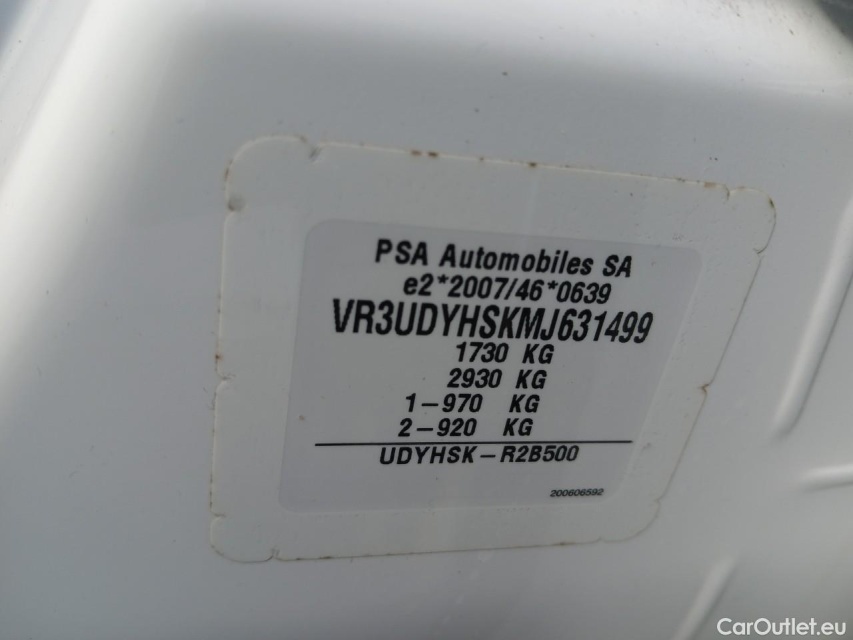 PSA Automobiles SA
e2*2007/46*0639
VR3UDYHSKMJ631499
1730 KG
2930 KG
1-970 KG
2-920 KG
UDYHSK-R2B500
200606592
CarOutlet.eu